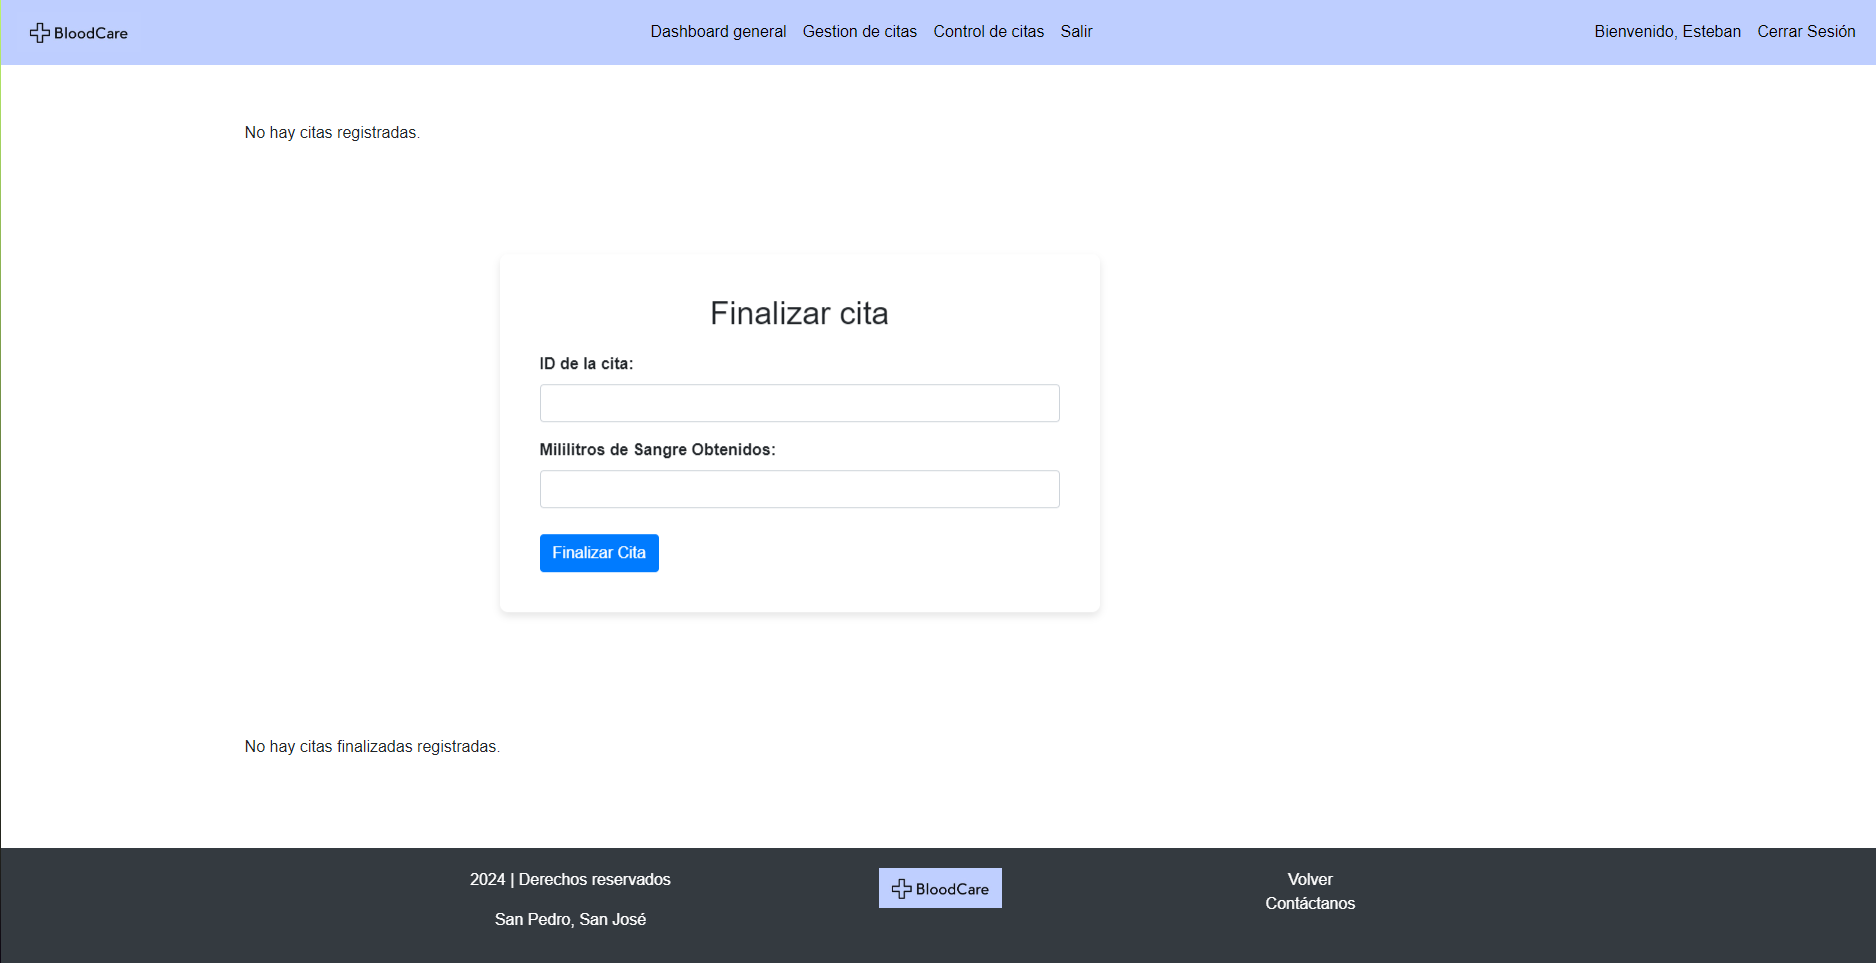 BloodCare
Dashboard general Gestion de citas Control de citas Salir
Bienvenido, Esteban Cerrar Sesión
No hay citas registradas.
Finalizar cita
ID de la cita:
Mililitros de Sangre Obtenidos:
Finalizar Cita
No hay citas finalizadas registradas.
2024 | Derechos reservados
San Pedro, San José
BloodCare
Volver
Contáctanos